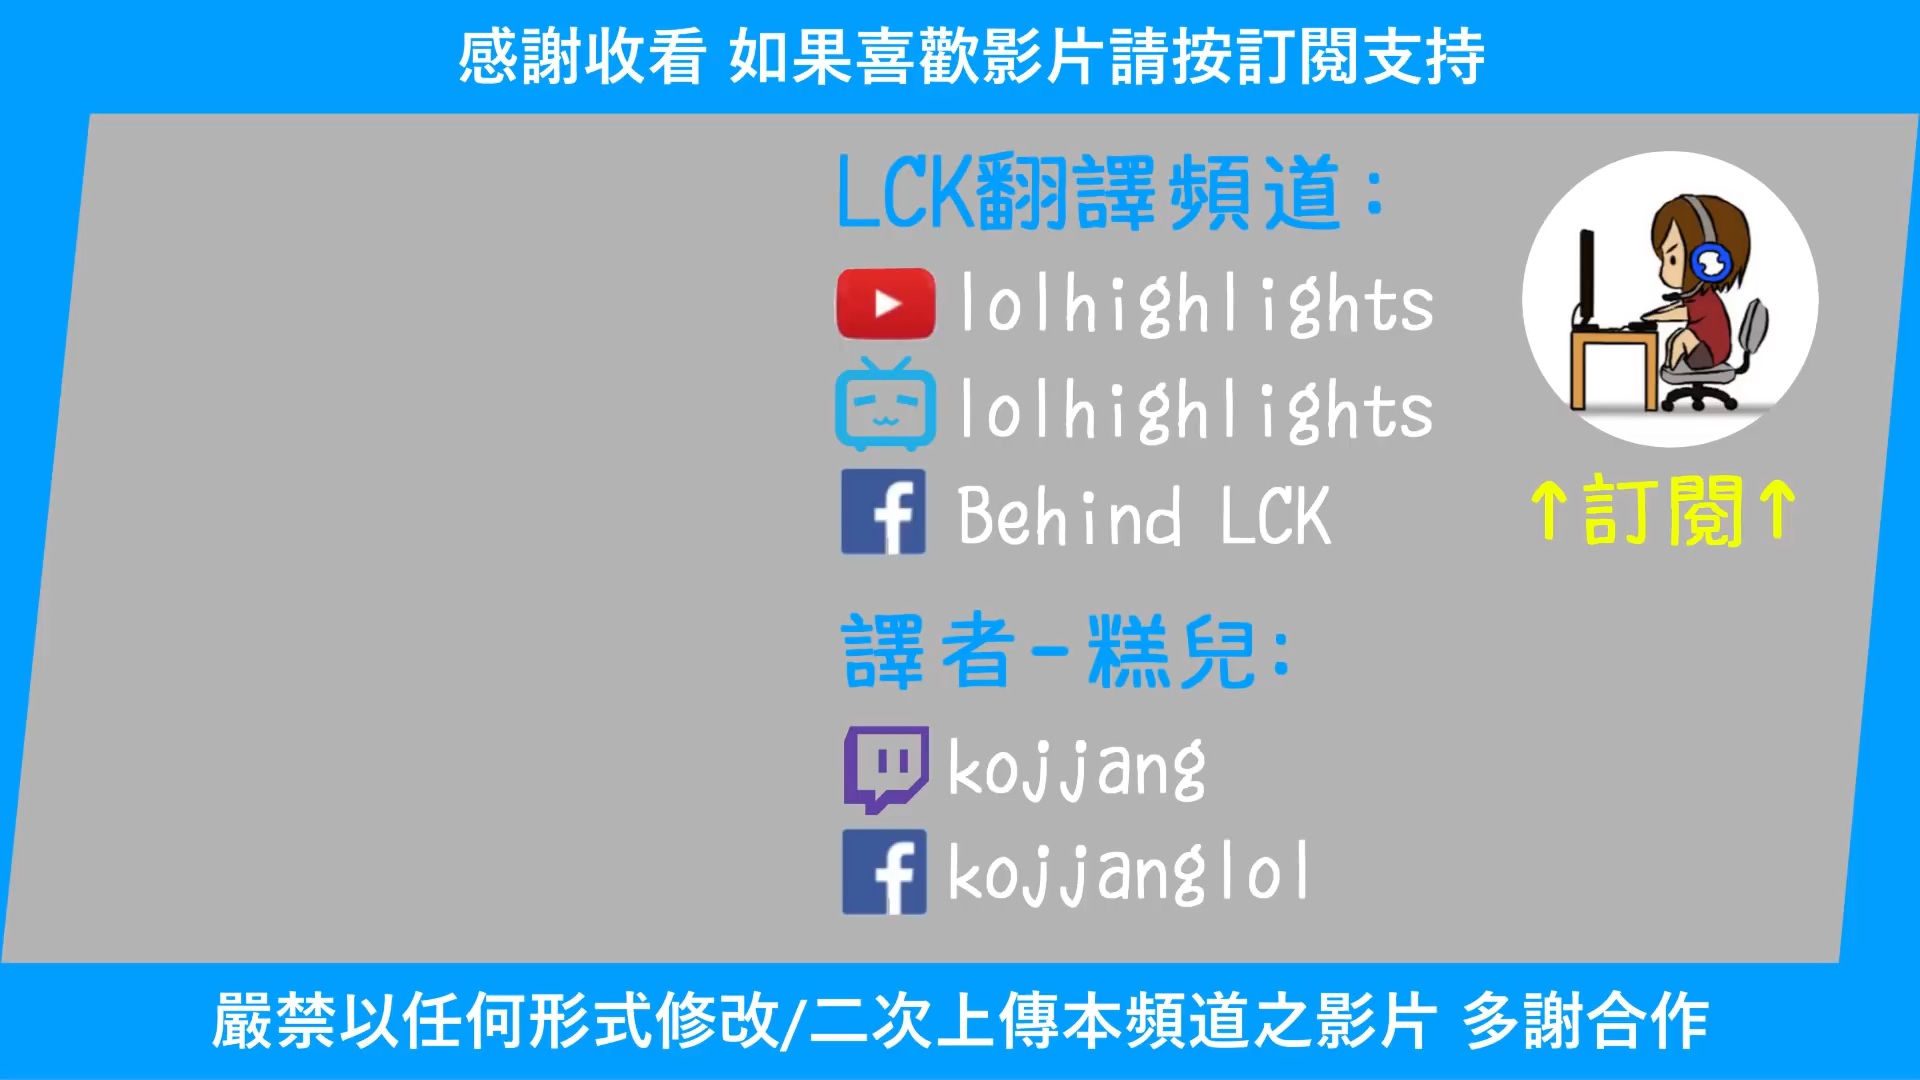 感謝收看 如果喜歡影片請按訂閱支持
LCK翻譯頻道:
lolhighlights
lolhighlights
Behind LCK
↑訂閱↑
譯者-糕兒:
kojjang
kojjanglol
嚴禁以任何形式修改/二次上傳本頻道之影片 多謝合作